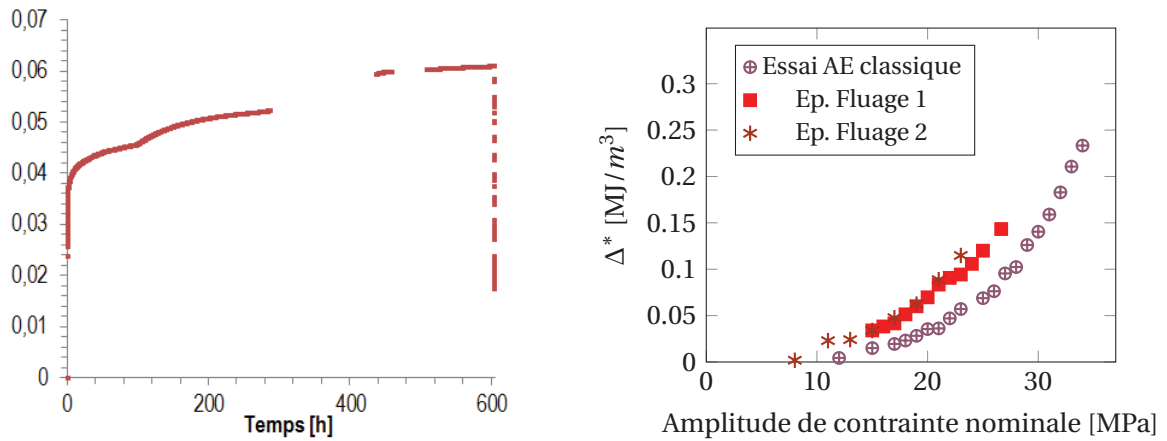 0,07
0,06
0,05
0,04
0,03
0,02
0,01
0
0 200 400 600
Temps [h]
Essai AE classique
Ep. Fluage 1
Ep. Fluage 2
Δ* [MJ/m³]
0.3
0.25
0.2
0.15
0.1
0.05
0
0 10 20 30
Amplitude de contrainte nominale [MPa]